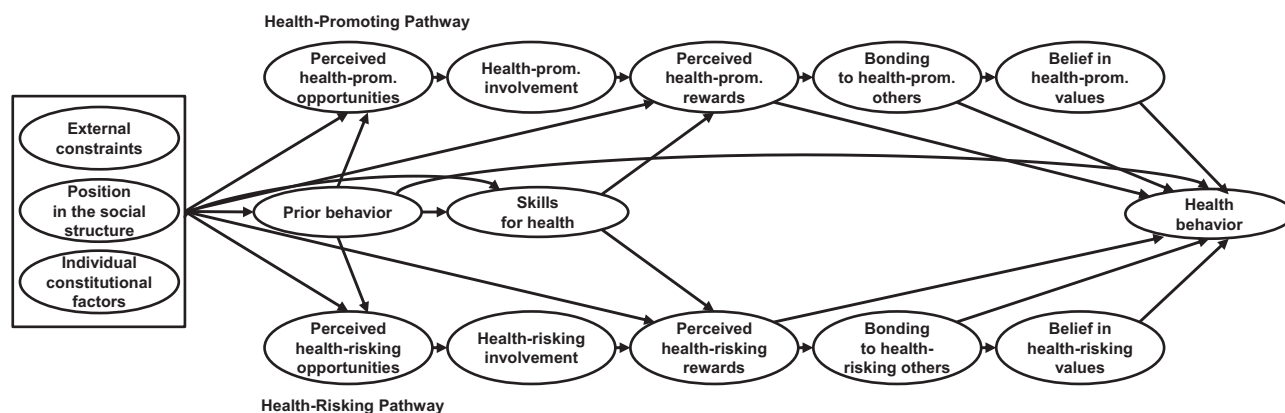 Health-Promoting Pathway
Perceived
health-prom.
opportunities
Health-prom.
involvement
Perceived
health-prom.
rewards
Bonding
to health-prom.
others
Belief in
health-prom.
values
External
constraints
Position
in the social
structure
Individual
constitutional
factors
Prior behavior
Skills
for health
Health
behavior
Perceived
health-risking
opportunities
Health-risking
involvement
Perceived
health-risking
rewards
Bonding
to health-
risking others
Belief in
health-risking
values
Health-Risking Pathway